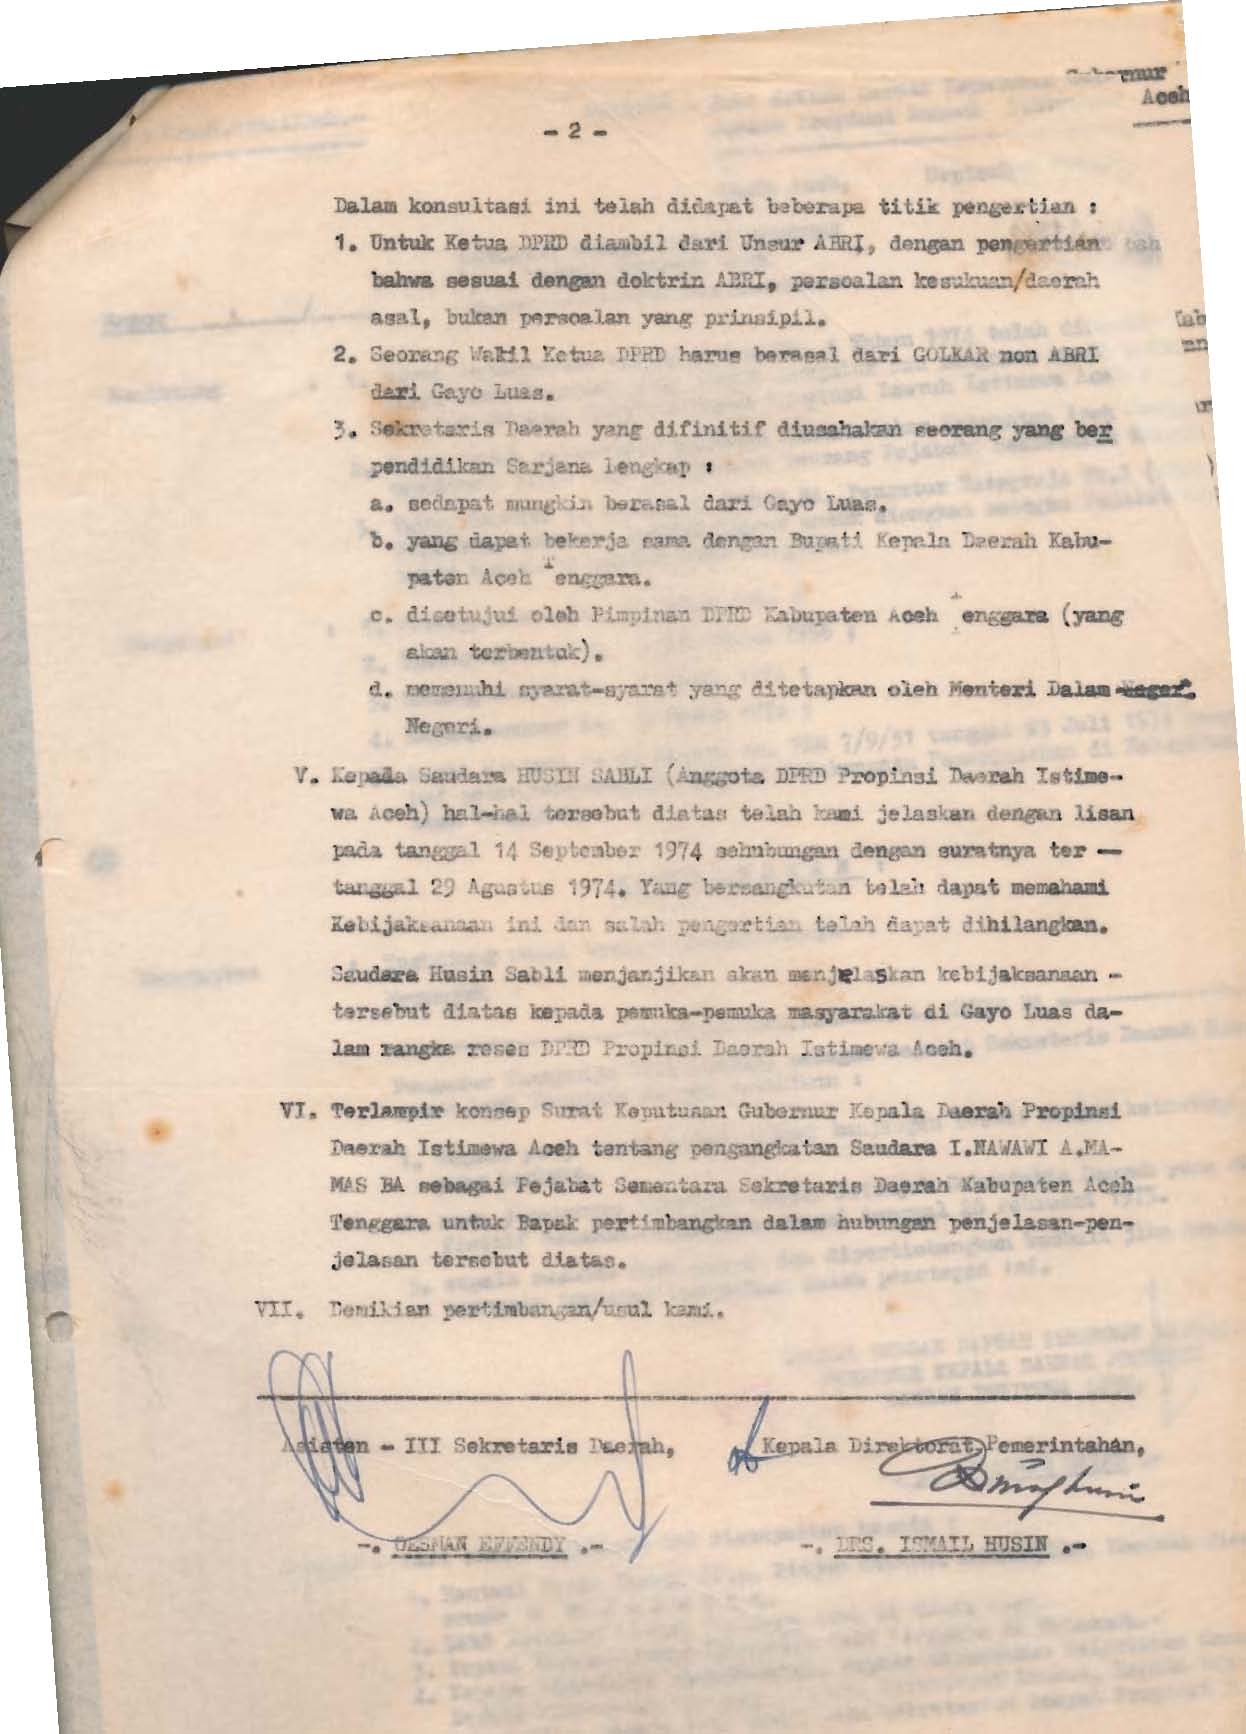 Gubernur
Aceh
- 2 -
Dalam konsultasi ini telah didapat beberapa titik pengertian :
1. Untuk Ketua DPRD diambil dari Unsur ABRI, dengan pengertian
bahwa sesuai dengan doktrin ABRI, persoalan kesukuan/daerah
asal, bukan persoalan yang prinsipil.
2. Seorang Wakil Ketua DPRD harus berasal dari GOLKAR non ABRI
dari Gayo Luas.
3. Sekretaris Daerah yang difinitif diusahakan seorang yang ber
pendidikan Sarjana lengkap :
a. sedapat mungkin berasal dari Gayo Luas.
b. yang dapat bekerja sama dengan Bupati Kepala Daerah Kabu-
paten Aceh Tenggara.
c. disetujui oleh Pimpinan DPRD Kabupaten Aceh Tenggara (yang
akan terbentuk).
d. memenuhi syarat-syarat yang ditetapkan oleh Menteri Dalam
Negeri.
V. Kepada Saudara HUSIN SABLI (Anggota DPRD Propinsi Daerah Istime-
wa Aceh) hal-hal tersebut diatas telah kami jelaskan dengan lisan
pada tanggal 14 September 1974 sehubungan dengan suratnya ter -
tanggal 29 Agustus 1974. Yang bersangkutan telah dapat memahami
Kebijaksanaan ini dan salah pengertian telah dapat dihilangkan.
Saudara Husin Sabli menjanjikan akan menjelaskan kebijaksanaan -
tersebut diatas kepada pemuka-pemuka masyarakat di Gayo Luas da-
lam rangka reses DPRD Propinsi Daerah Istimewa Aceh.
VI. Terlampir konsep Surat Keputusan Gubernur Kepala Daerah Propinsi
Daerah Istimewa Aceh tentang pengangkatan Saudara I.NAWAWI A.MA-
MAS BA sebagai Pejabat Sementara Sekretaris Daerah Kabupaten Aceh
Tenggara untuk Bapak pertimbangkan dalam hubungan penjelasan-pen-
jelasan tersebut diatas.
VII. Demikian pertimbangan/usul kami.
Asisten - III Sekretaris Daerah, Kepala Direktorat Pemerintahan,
-. OESMAN EFFENDY .- -. DRS. ISMAIL HUSIN .-